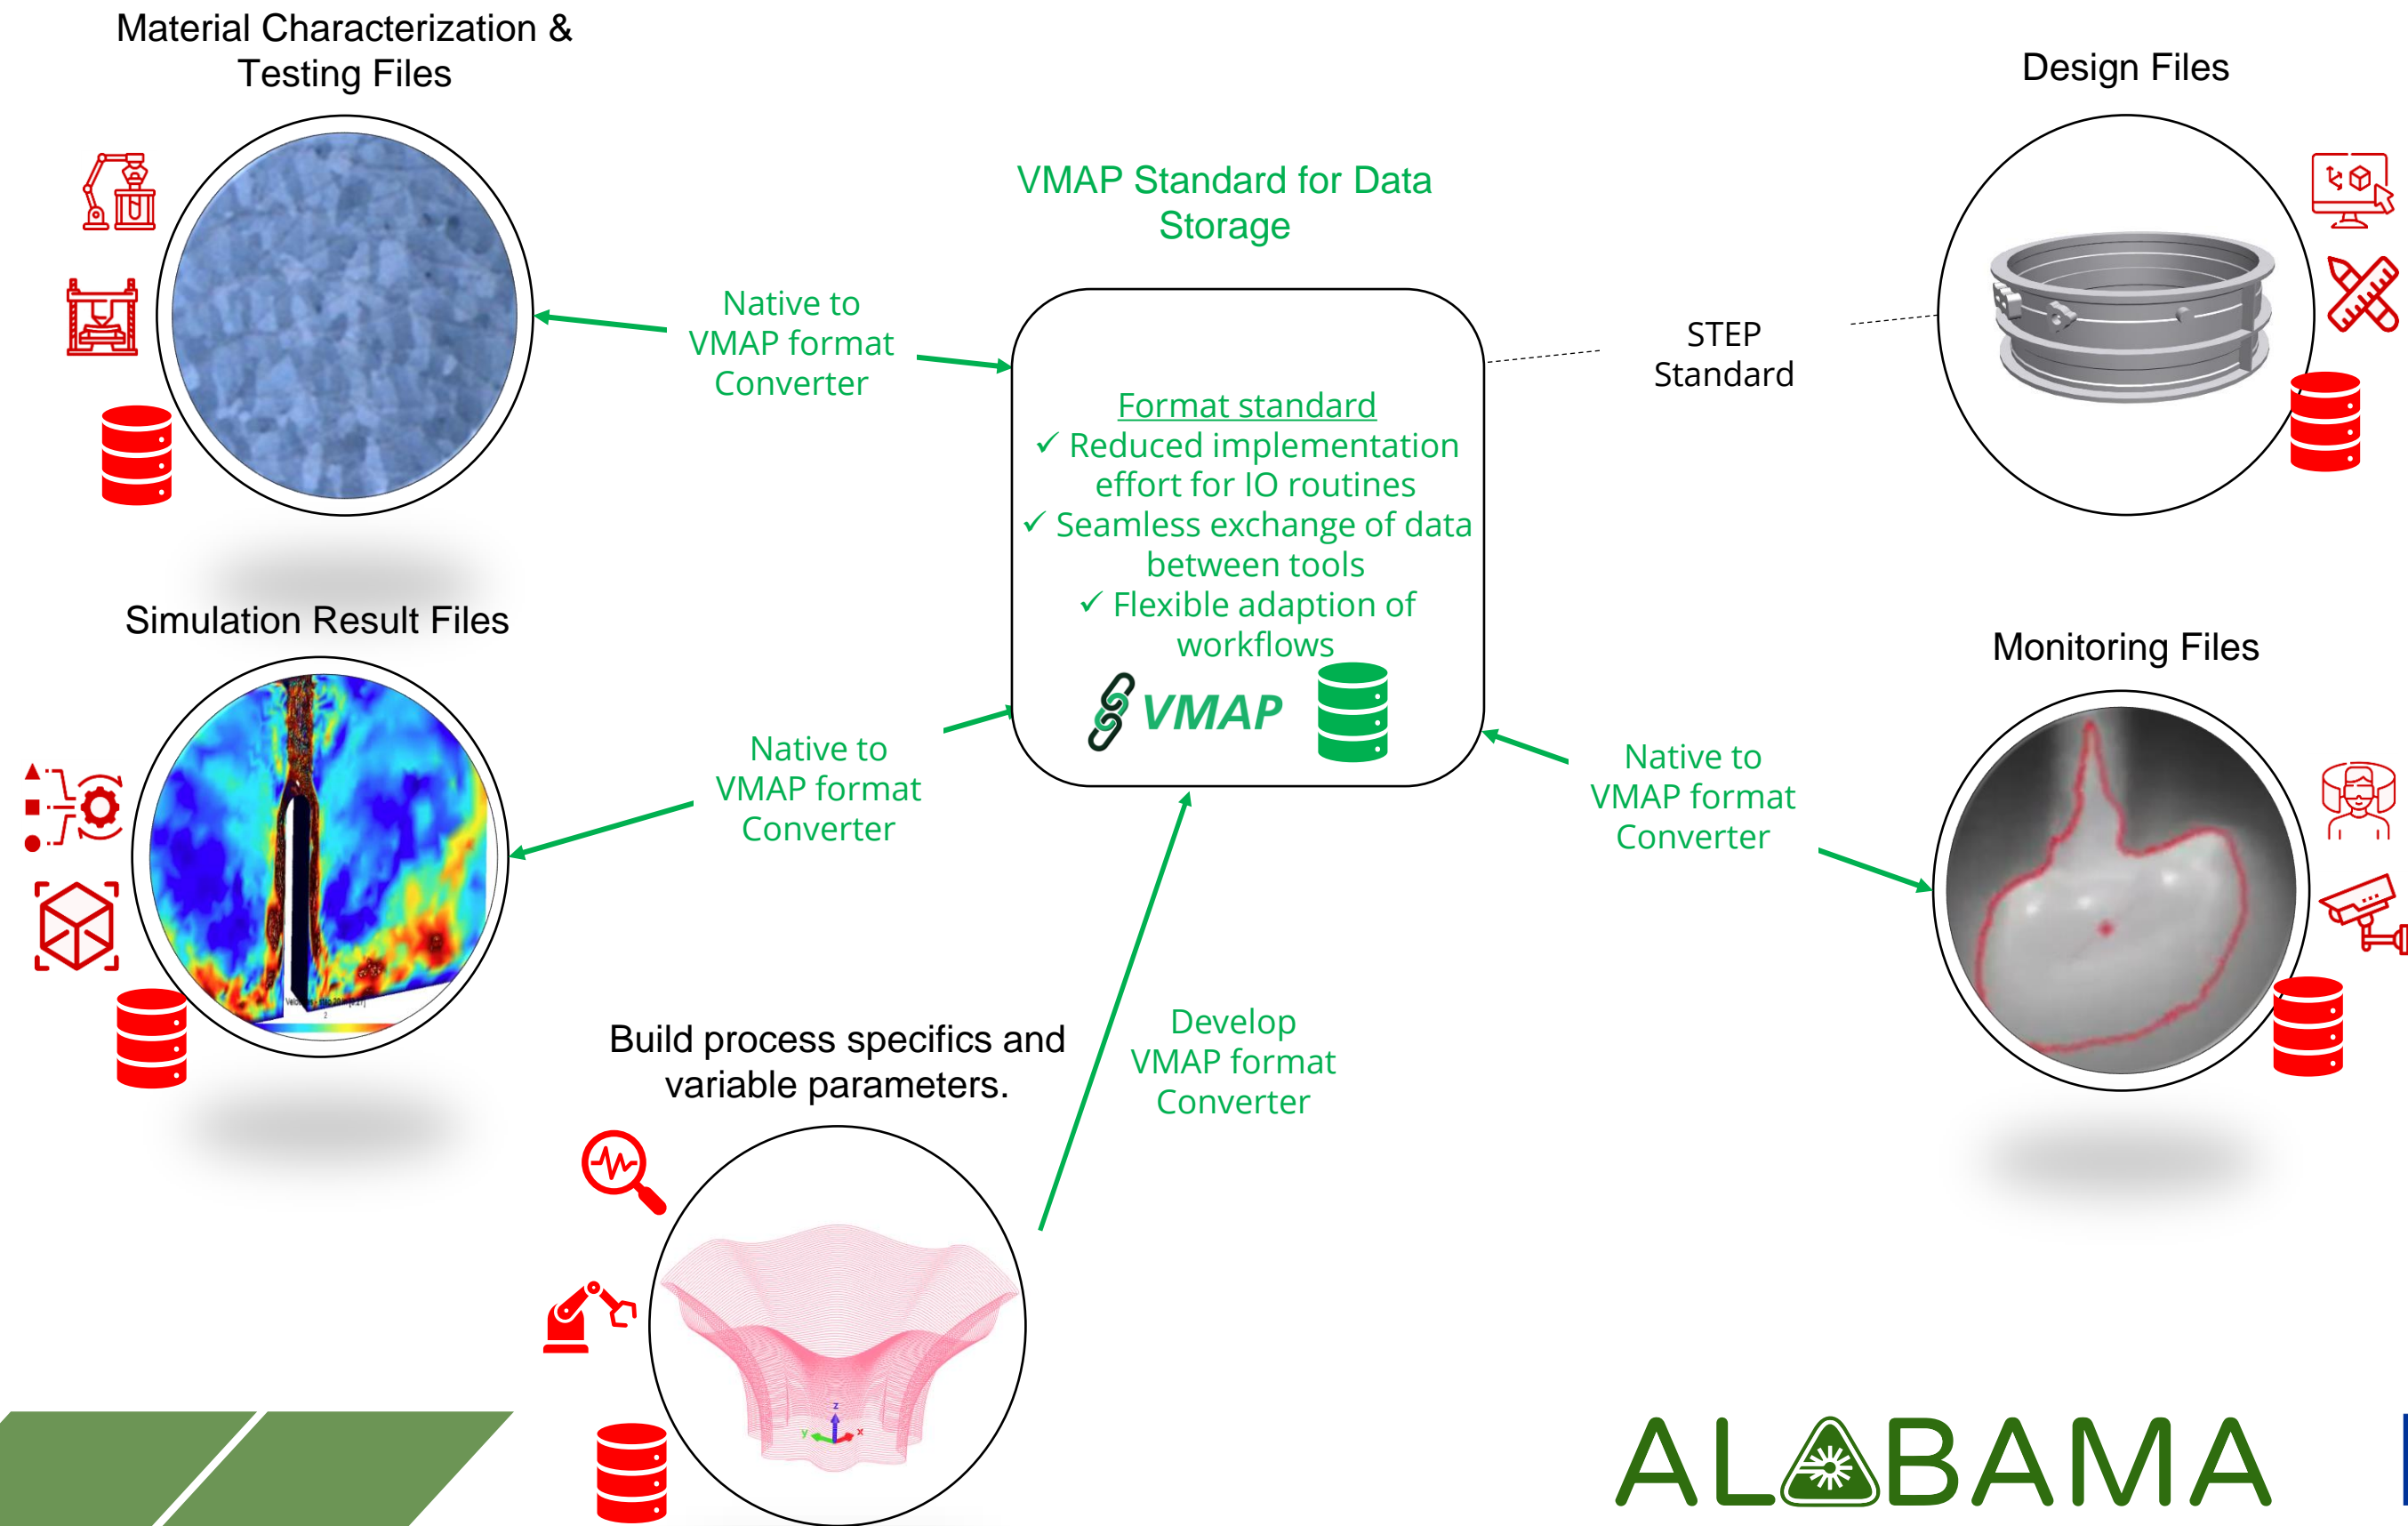 Material Characterization &
Testing Files
Design Files
VMAP Standard for Data
Storage
Native to
VMAP format
Converter
STEP
Standard
Format standard
✓ Reduced implementation
effort for IO routines
✓ Seamless exchange of data
between tools
✓ Flexible adaption of
workflows
VMAP
Simulation Result Files
Monitoring Files
Native to
VMAP format
Converter
Native to
VMAP format
Converter
2
Build process specifics and
variable parameters.
Develop
VMAP format
Converter
z
y
x
ALABAMA